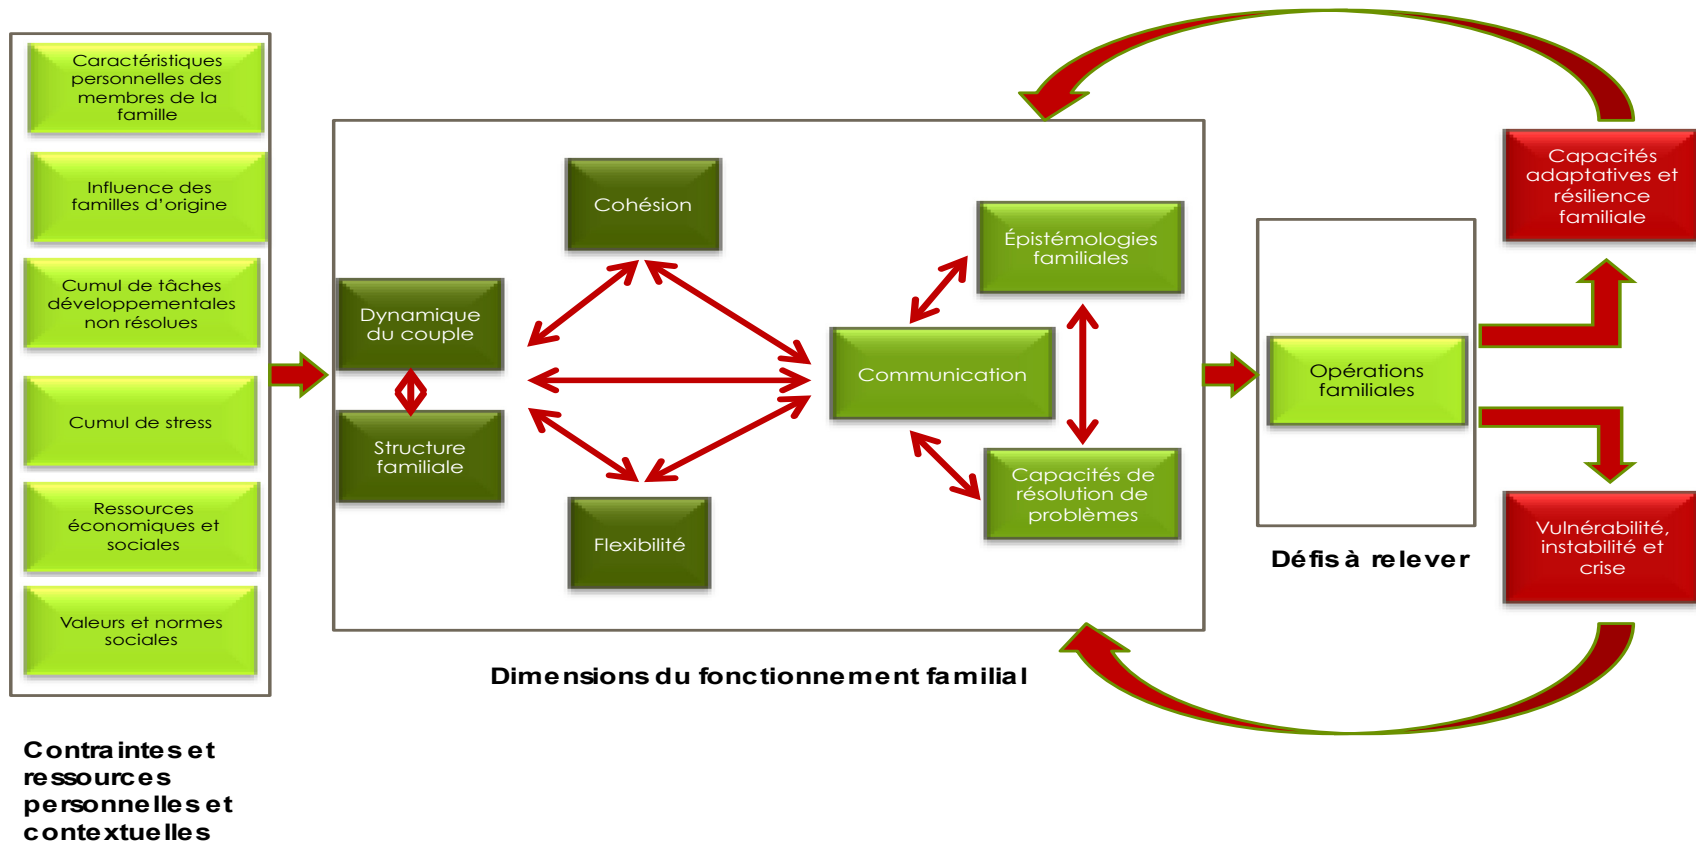 Caractéristiques
personnelles des
membres de la
famille
Influence des
familles d’origine
Cumul de tâches
développementales
non résolues
Cumul de stress
Ressources
économiques et
sociales
Valeurs et normes
sociales
Contraintes et
ressources
personnelles et
contextuelles
Dynamique
du couple
Structure
familiale
Cohésion
Flexibilité
Communication
Épistémologies
familiales
Capacités de
résolution de
problèmes
Dimensions du fonctionnement familial
Opérations
familiales
Défis à relever
Capacités
adaptatives et
résilience
familiale
Vulnérabilité,
instabilité et
crise